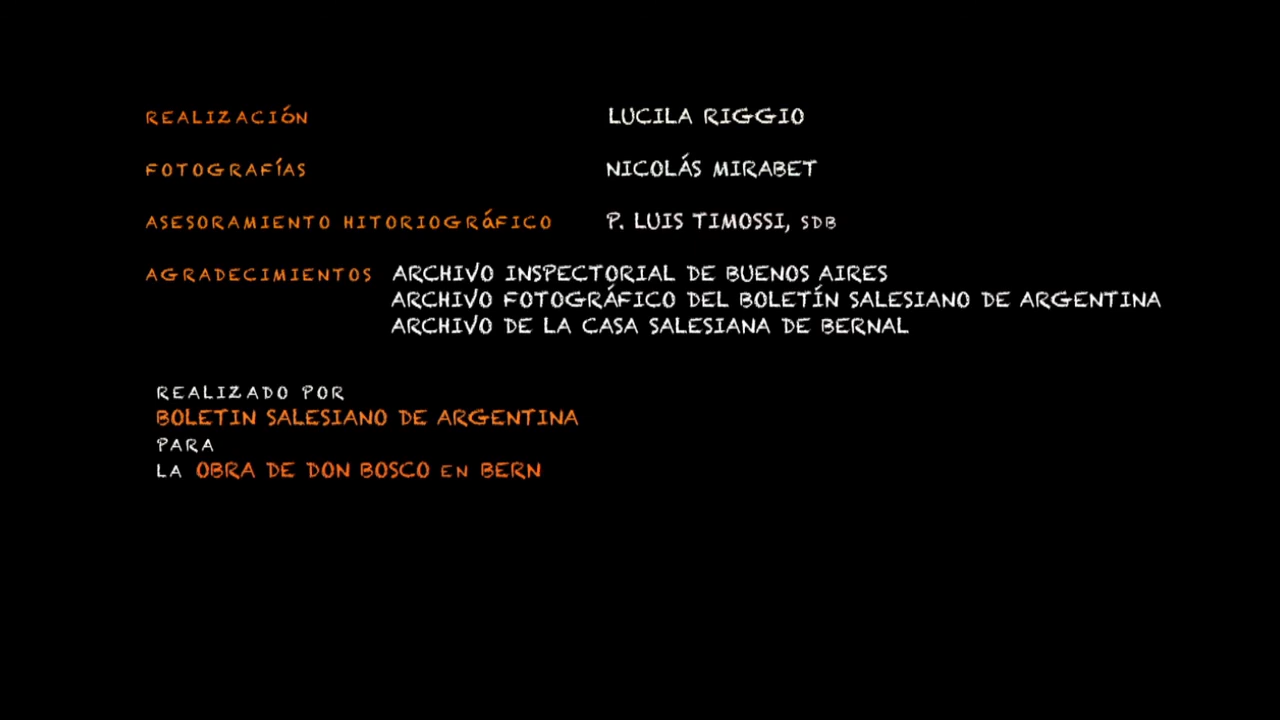 REALIZACIÓN LUCILA RIGGIO
FOTOGRAFÍAS NICOLÁS MIRABET
ASESORAMIENTO HITORIOGRÁFICO P. LUIS TIMOSSI, SDB
AGRADECIMIENTOS ARCHIVO INSPECTORIAL DE BUENOS AIRES
ARCHIVO FOTOGRÁFICO DEL BOLETÍN SALESIANO DE ARGENTINA
ARCHIVO DE LA CASA SALESIANA DE BERNAL
REALIZADO POR
BOLETIN SALESIANO DE ARGENTINA
PARA
LA OBRA DE DON BOSCO EN BERN